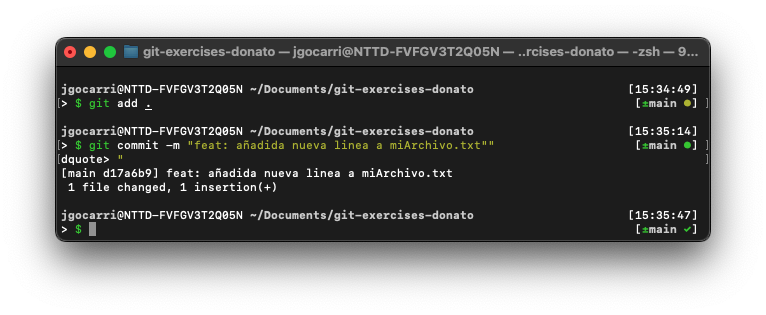 git-exercises-donato — jgocarri@NTTD-FVFGV3T2Q05N — ..rcises-donato — -zsh — 9...
jgocarri@NTTD-FVFGV3T2Q05N ~/Documents/git-exercises-donato [15:34:49]
[> $ git add . [±main ●] ]
jgocarri@NTTD-FVFGV3T2Q05N ~/Documents/git-exercises-donato [15:35:14]
[> $ git commit -m "feat: añadida nueva linea a miArchivo.txt"" [±main ●] ]
[dquote> " ]
[main d17a6b9] feat: añadida nueva linea a miArchivo.txt
1 file changed, 1 insertion(+)
jgocarri@NTTD-FVFGV3T2Q05N ~/Documents/git-exercises-donato [15:35:47]
> $ [±main ✓]